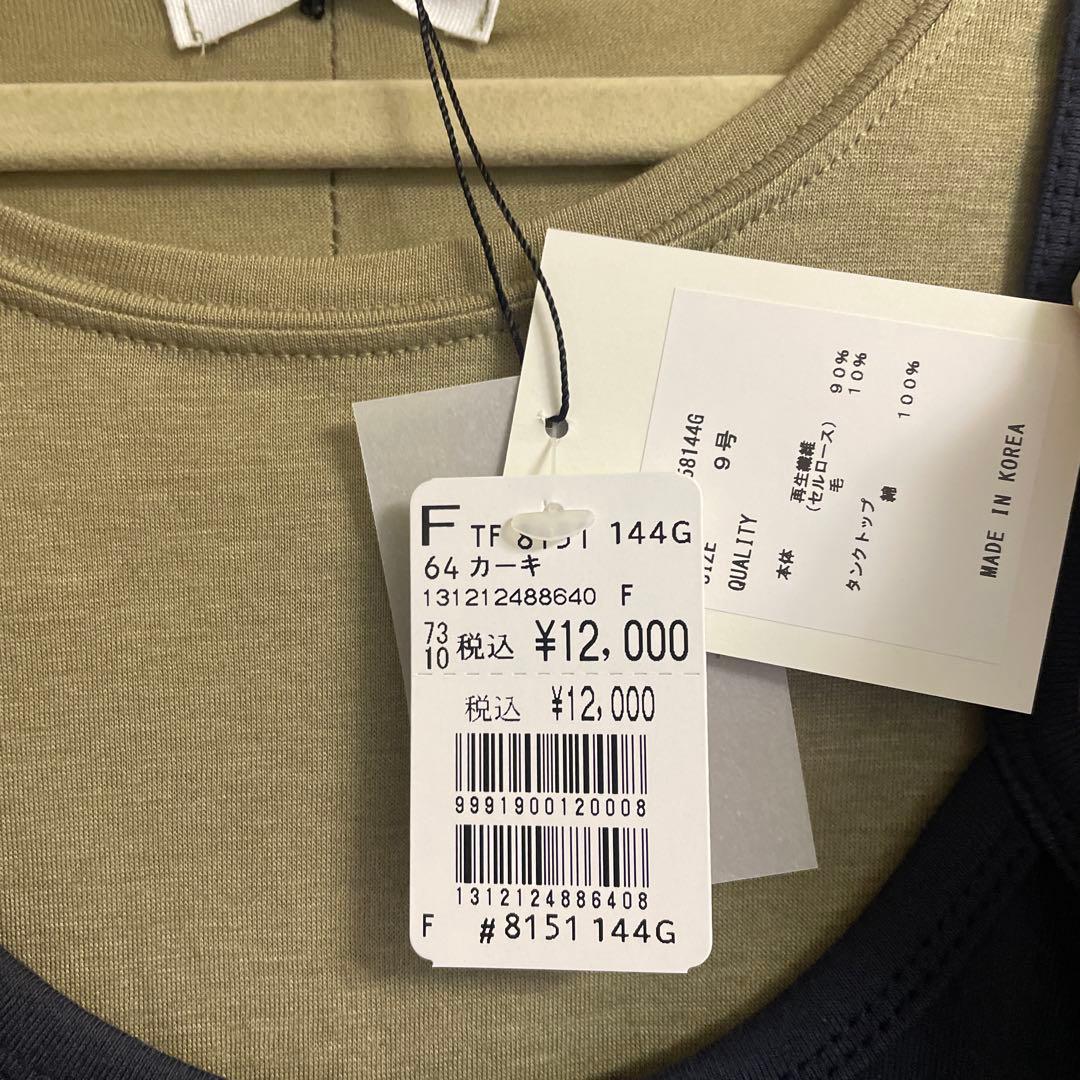 F TF 8151 144G
64 カーキ
131212488640 F
73
10 税込 ¥12,000
税込 ¥12,000
9991900120008
1312124886408
F #8151 144G
58144G
9号
QUALITY
本体
再生繊維 90%
(セルロース)
毛 10%
タンクトップ
綿 100%
MADE IN KOREA